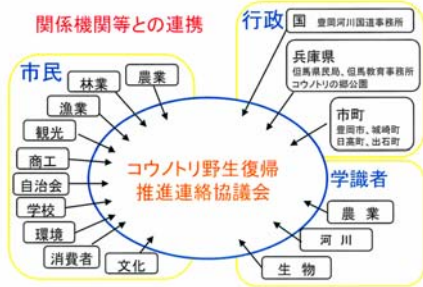 関係機関等との連携
市民
農業
林業
漁業
観光
商工
自治会
学校
環境
消費者
文化
コウノトリ野生復帰
推進連絡協議会
行政
国 豊岡河川国道事務所
兵庫県
但馬県民局、但馬教育事務所
コウノトリの郷公園
市町
豊岡市、城崎町
日高町、出石町
学識者
農業
河川
生物